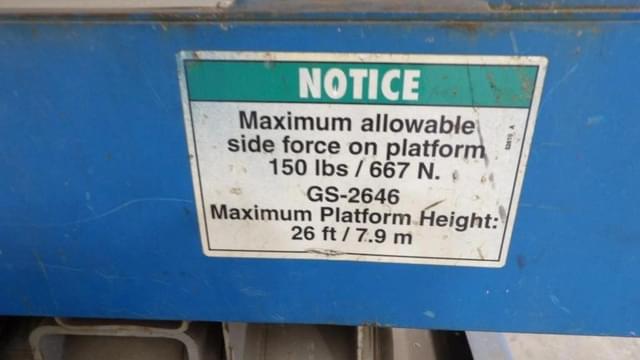 NOTICE
Maximum allowable
side force on platform
150 lbs / 667 N.
GS-2646
Maximum Platform Height:
26 ft / 7.9 m